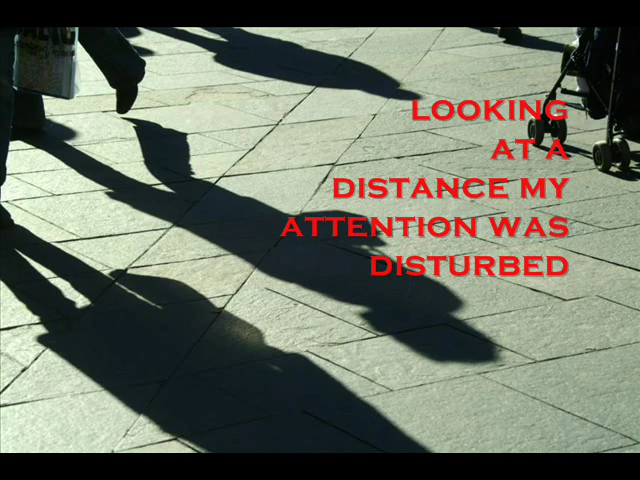 LOOKING
AT A
DISTANCE MY
ATTENTION WAS
DISTURBED